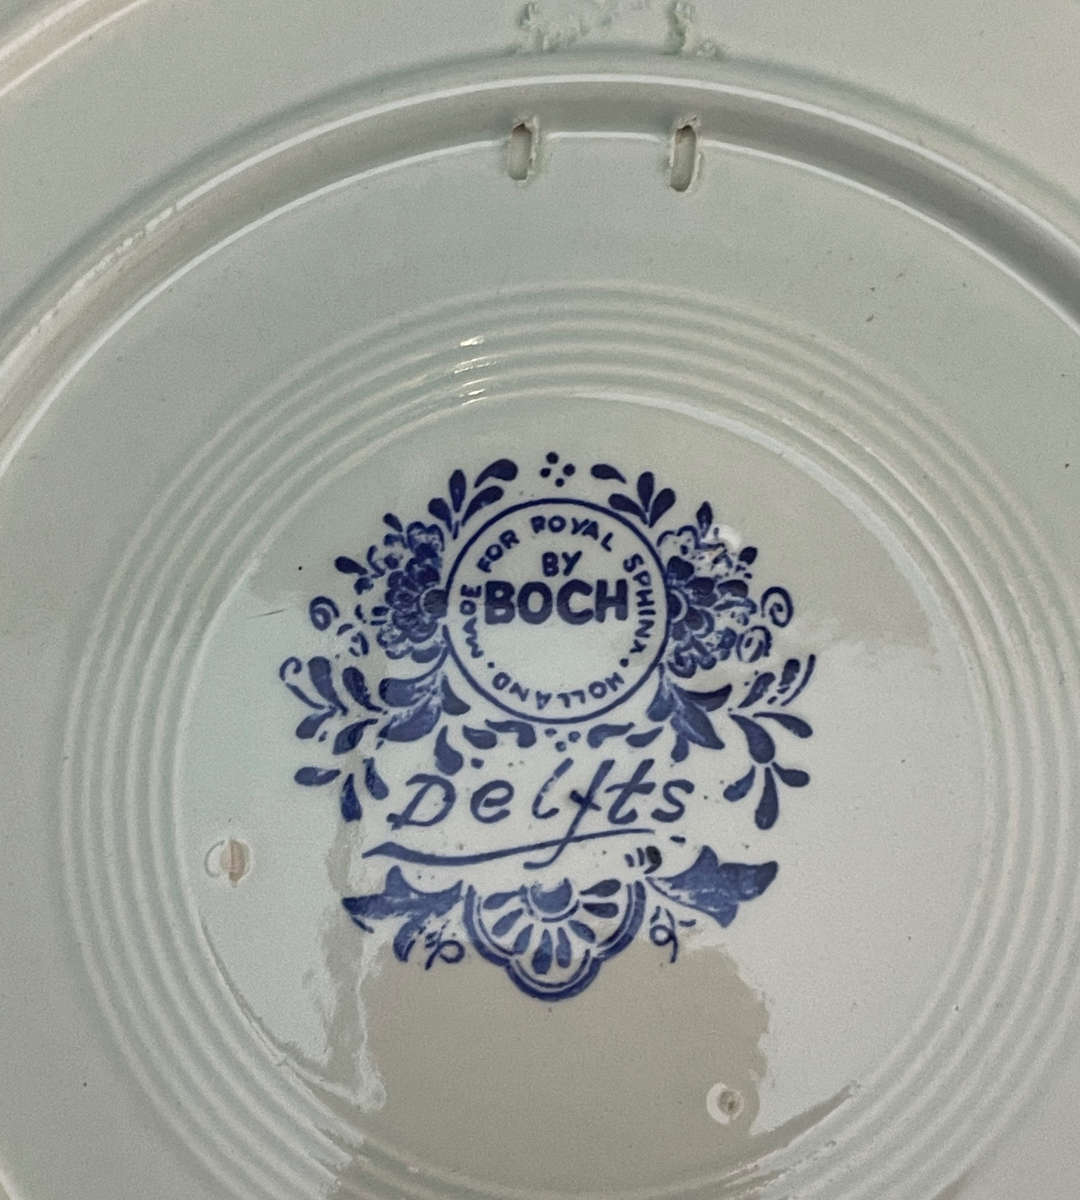 MADE FOR ROYAL SPHINX • HOLLAND •
BY
BOCH
Delfts